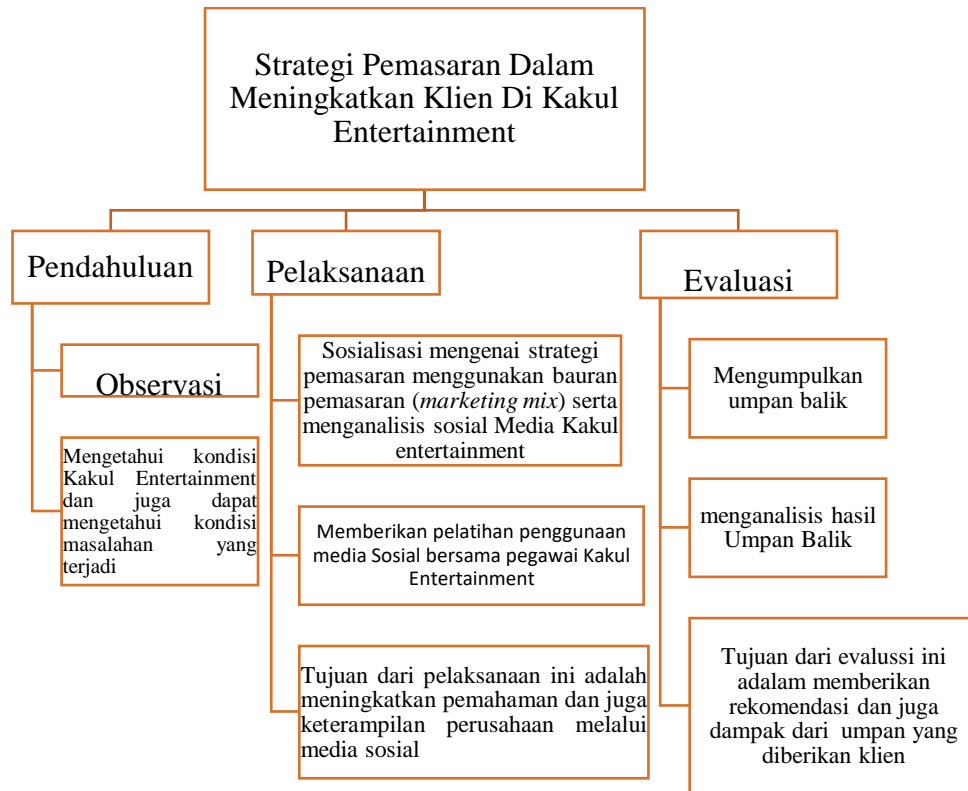 Strategi Pemasaran Dalam
Meningkatkan Klien Di Kakul
Entertainment
Pendahuluan
Observasi
Mengetahui kondisi
Kakul Entertainment
dan juga dapat
mengetahui kondisi
masalahan yang
terjadi
Pelaksanaan
Sosialisasi mengenai strategi
pemasaran menggunakan bauran
pemasaran (marketing mix) serta
menganalisis sosial Media Kakul
entertainment
Memberikan pelatihan penggunaan
media Sosial bersama pegawai Kakul
Entertainment
Tujuan dari pelaksanaan ini adalah
meningkatkan pemahaman dan juga
keterampilan perusahaan melalui
media sosial
Evaluasi
Mengumpulkan
umpan balik
menganalisis hasil
Umpan Balik
Tujuan dari evalussi ini
adalam memberikan
rekomendasi dan juga
dampak dari umpan yang
diberikan klien